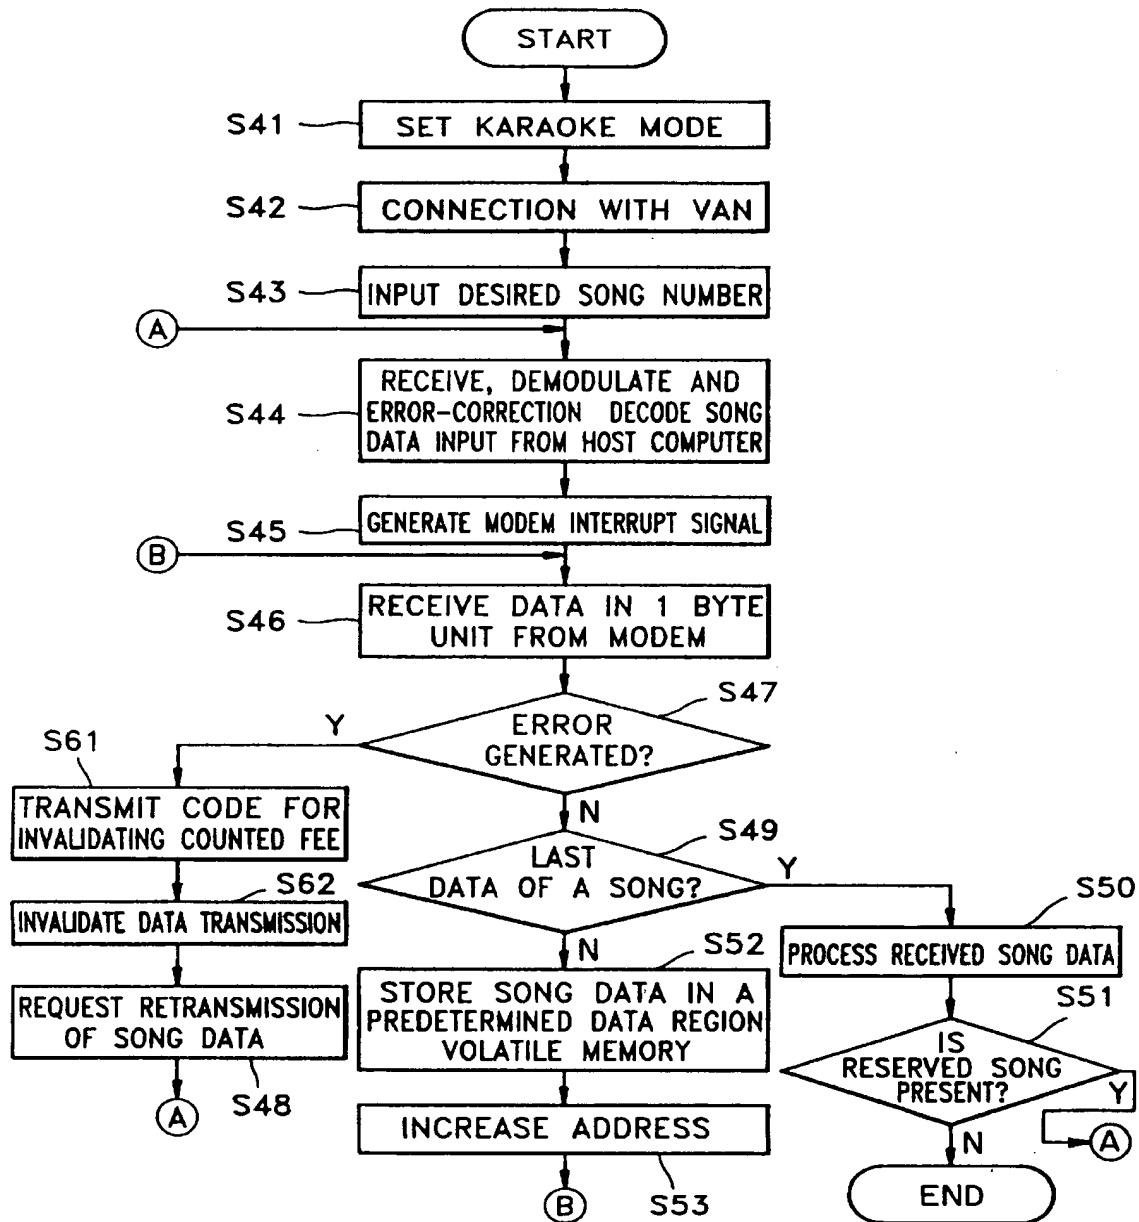 START
S41
SET KARAOKE MODE
S42
CONNECTION WITH VAN
S43
INPUT DESIRED SONG NUMBER
A
S44
RECEIVE, DEMODULATE AND
ERROR-CORRECTION DECODE SONG
DATA INPUT FROM HOST COMPUTER
S45
GENERATE MODEM INTERRUPT SIGNAL
B
S46
RECEIVE DATA IN 1 BYTE
UNIT FROM MODEM
S47
ERROR
GENERATED?
Y
N
S61
TRANSMIT CODE FOR
INVALIDATING COUNTED FEE
S62
INVALIDATE DATA TRANSMISSION
REQUEST RETRANSMISSION
OF SONG DATA
S48
A
S49
LAST
DATA OF A SONG?
Y
N
S52
STORE SONG DATA IN A
PREDETERMINED DATA REGION
VOLATILE MEMORY
INCREASE ADDRESS
S53
B
S50
PROCESS RECEIVED SONG DATA
S51
IS
RESERVED SONG
PRESENT?
Y
A
N
END